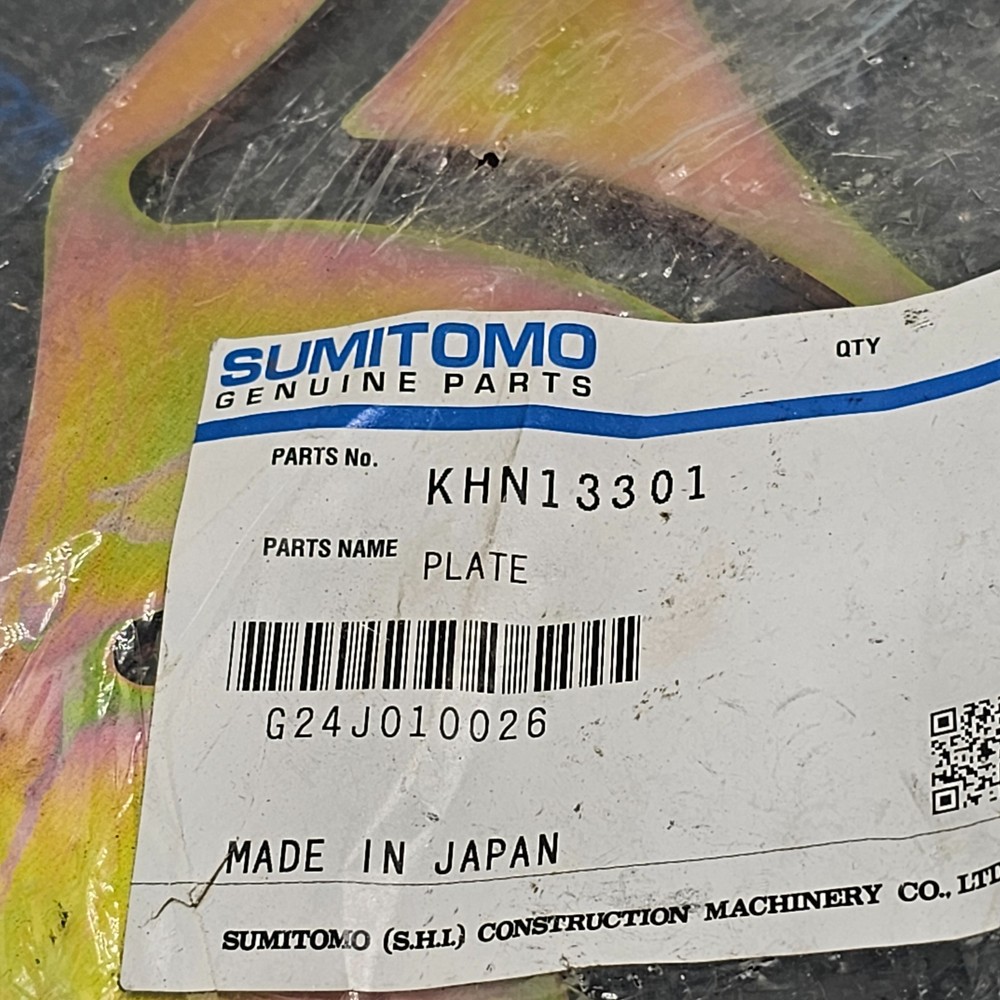 SUMITOMO
GENUINE PARTS
QTY
PARTS No. KHN13301
PARTS NAME PLATE
G24J010026
MADE IN JAPAN
SUMITOMO (S.H.I.) CONSTRUCTION MACHINERY CO., LTD